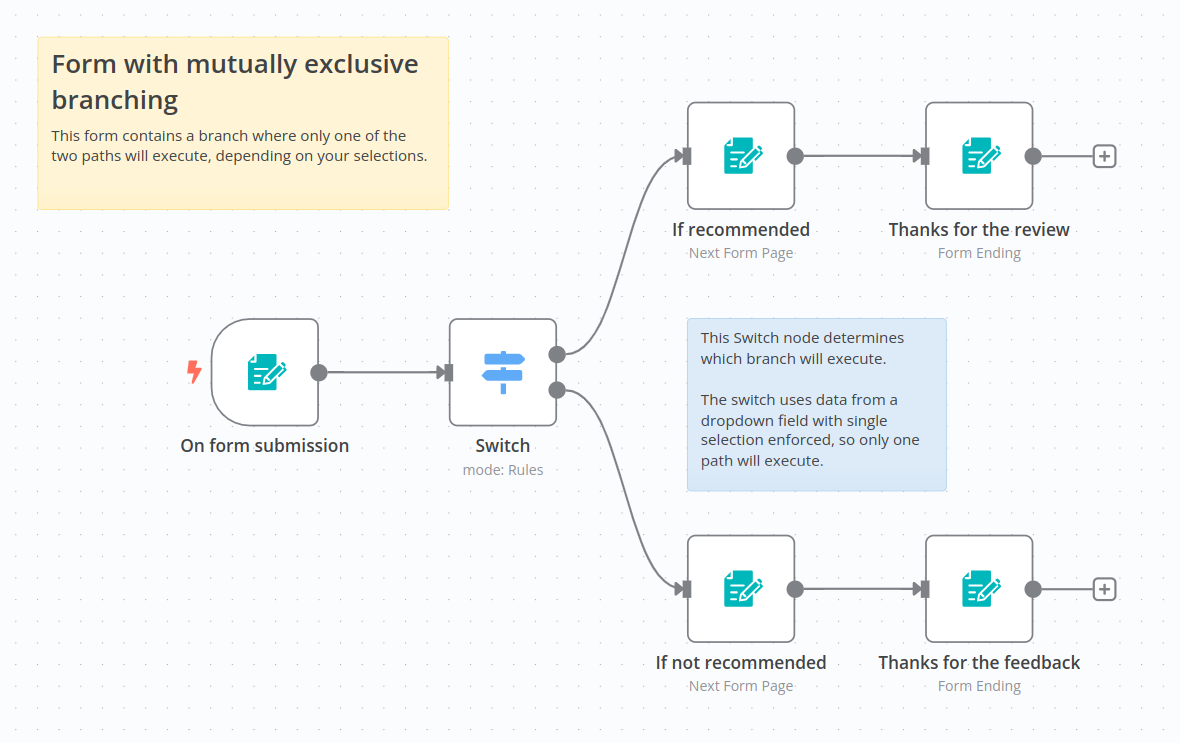 Form with mutually exclusive
branching
This form contains a branch where only one of the
two paths will execute, depending on your selections.
If recommended
Next Form Page
Thanks for the review
Form Ending
On form submission
Switch
mode: Rules
This Switch node determines
which branch will execute.
The switch uses data from a
dropdown field with single
selection enforced, so only one
path will execute.
If not recommended
Next Form Page
Thanks for the feedback
Form Ending